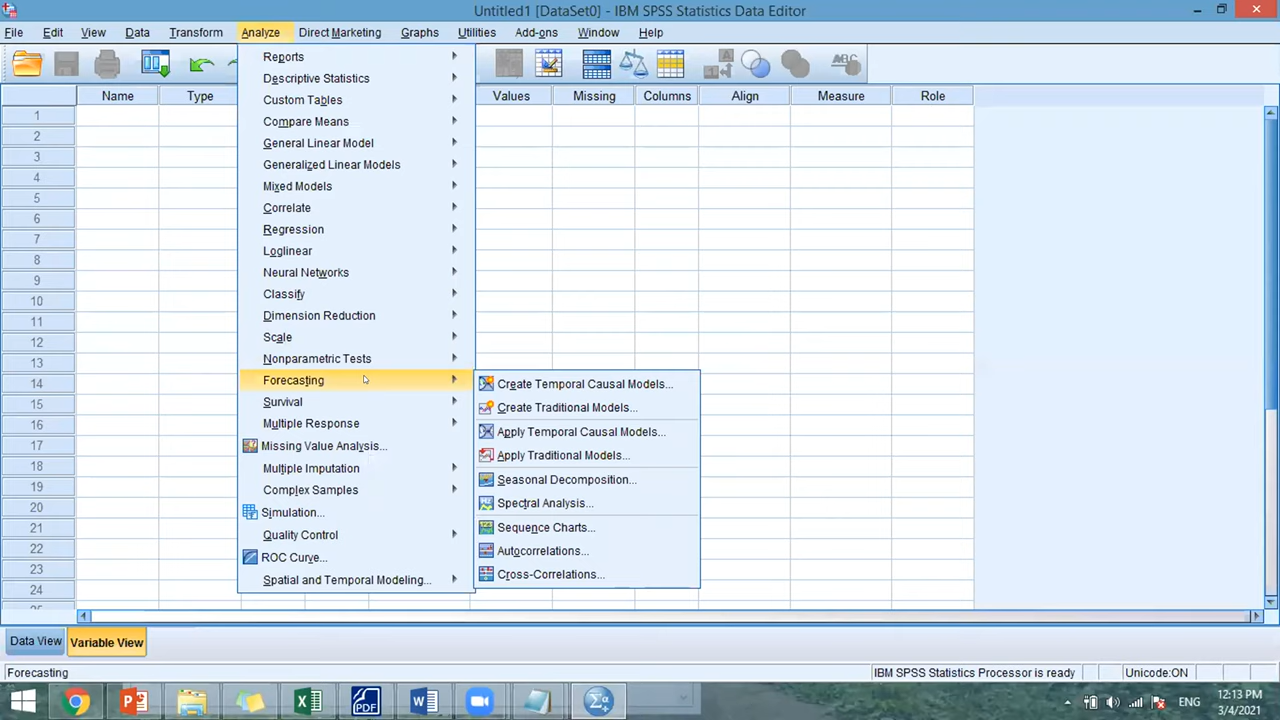 Untitled1 [DataSet0] - IBM SPSS Statistics Data Editor
File Edit View Data Transform Analyze Direct Marketing Graphs Utilities Add-ons Window Help
Name Type Values Missing Columns Align Measure Role
1
2
3
4
5
6
7
8
9
10
11
12
13
14
15
16
17
18
19
20
21
22
23
24
Reports
Descriptive Statistics
Custom Tables
Compare Means
General Linear Model
Generalized Linear Models
Mixed Models
Correlate
Regression
Loglinear
Neural Networks
Classify
Dimension Reduction
Scale
Nonparametric Tests
Forecasting
Survival
Multiple Response
Missing Value Analysis...
Multiple Imputation
Complex Samples
Simulation...
Quality Control
ROC Curve...
Spatial and Temporal Modeling...
Create Temporal Causal Models...
Create Traditional Models...
Apply Temporal Causal Models...
Apply Traditional Models...
Seasonal Decomposition...
Spectral Analysis...
Sequence Charts...
Autocorrelations...
Cross-Correlations...
Data View Variable View
Forecasting IBM SPSS Statistics Processor is ready Unicode:ON
PDF
ENG
12:13 PM
3/4/2021